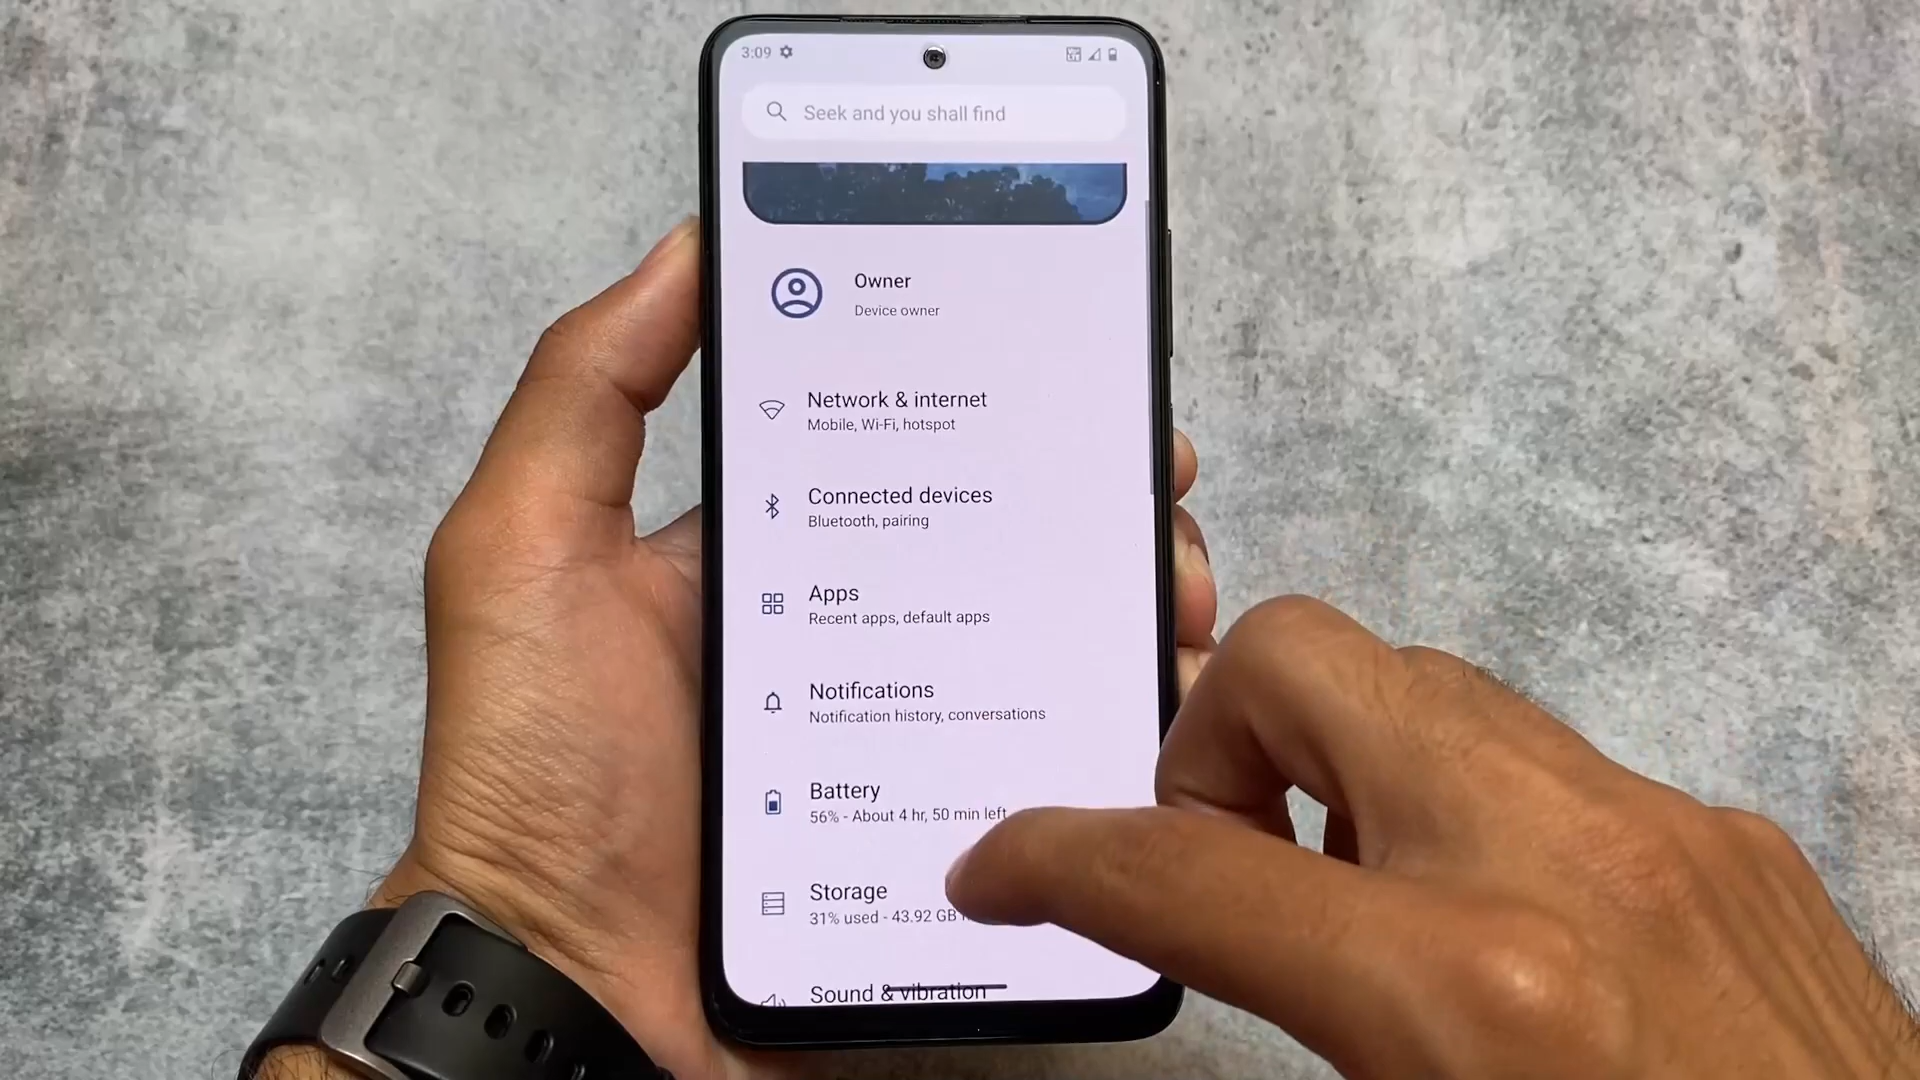 3:09
Seek and you shall find
Owner
Device owner
Network & internet
Mobile, Wi-Fi, hotspot
Connected devices
Bluetooth, pairing
Apps
Recent apps, default apps
Notifications
Notification history, conversations
Battery
56% - About 4 hr, 50 min left
Storage
31% used - 43.92 GB
Sound & vibration